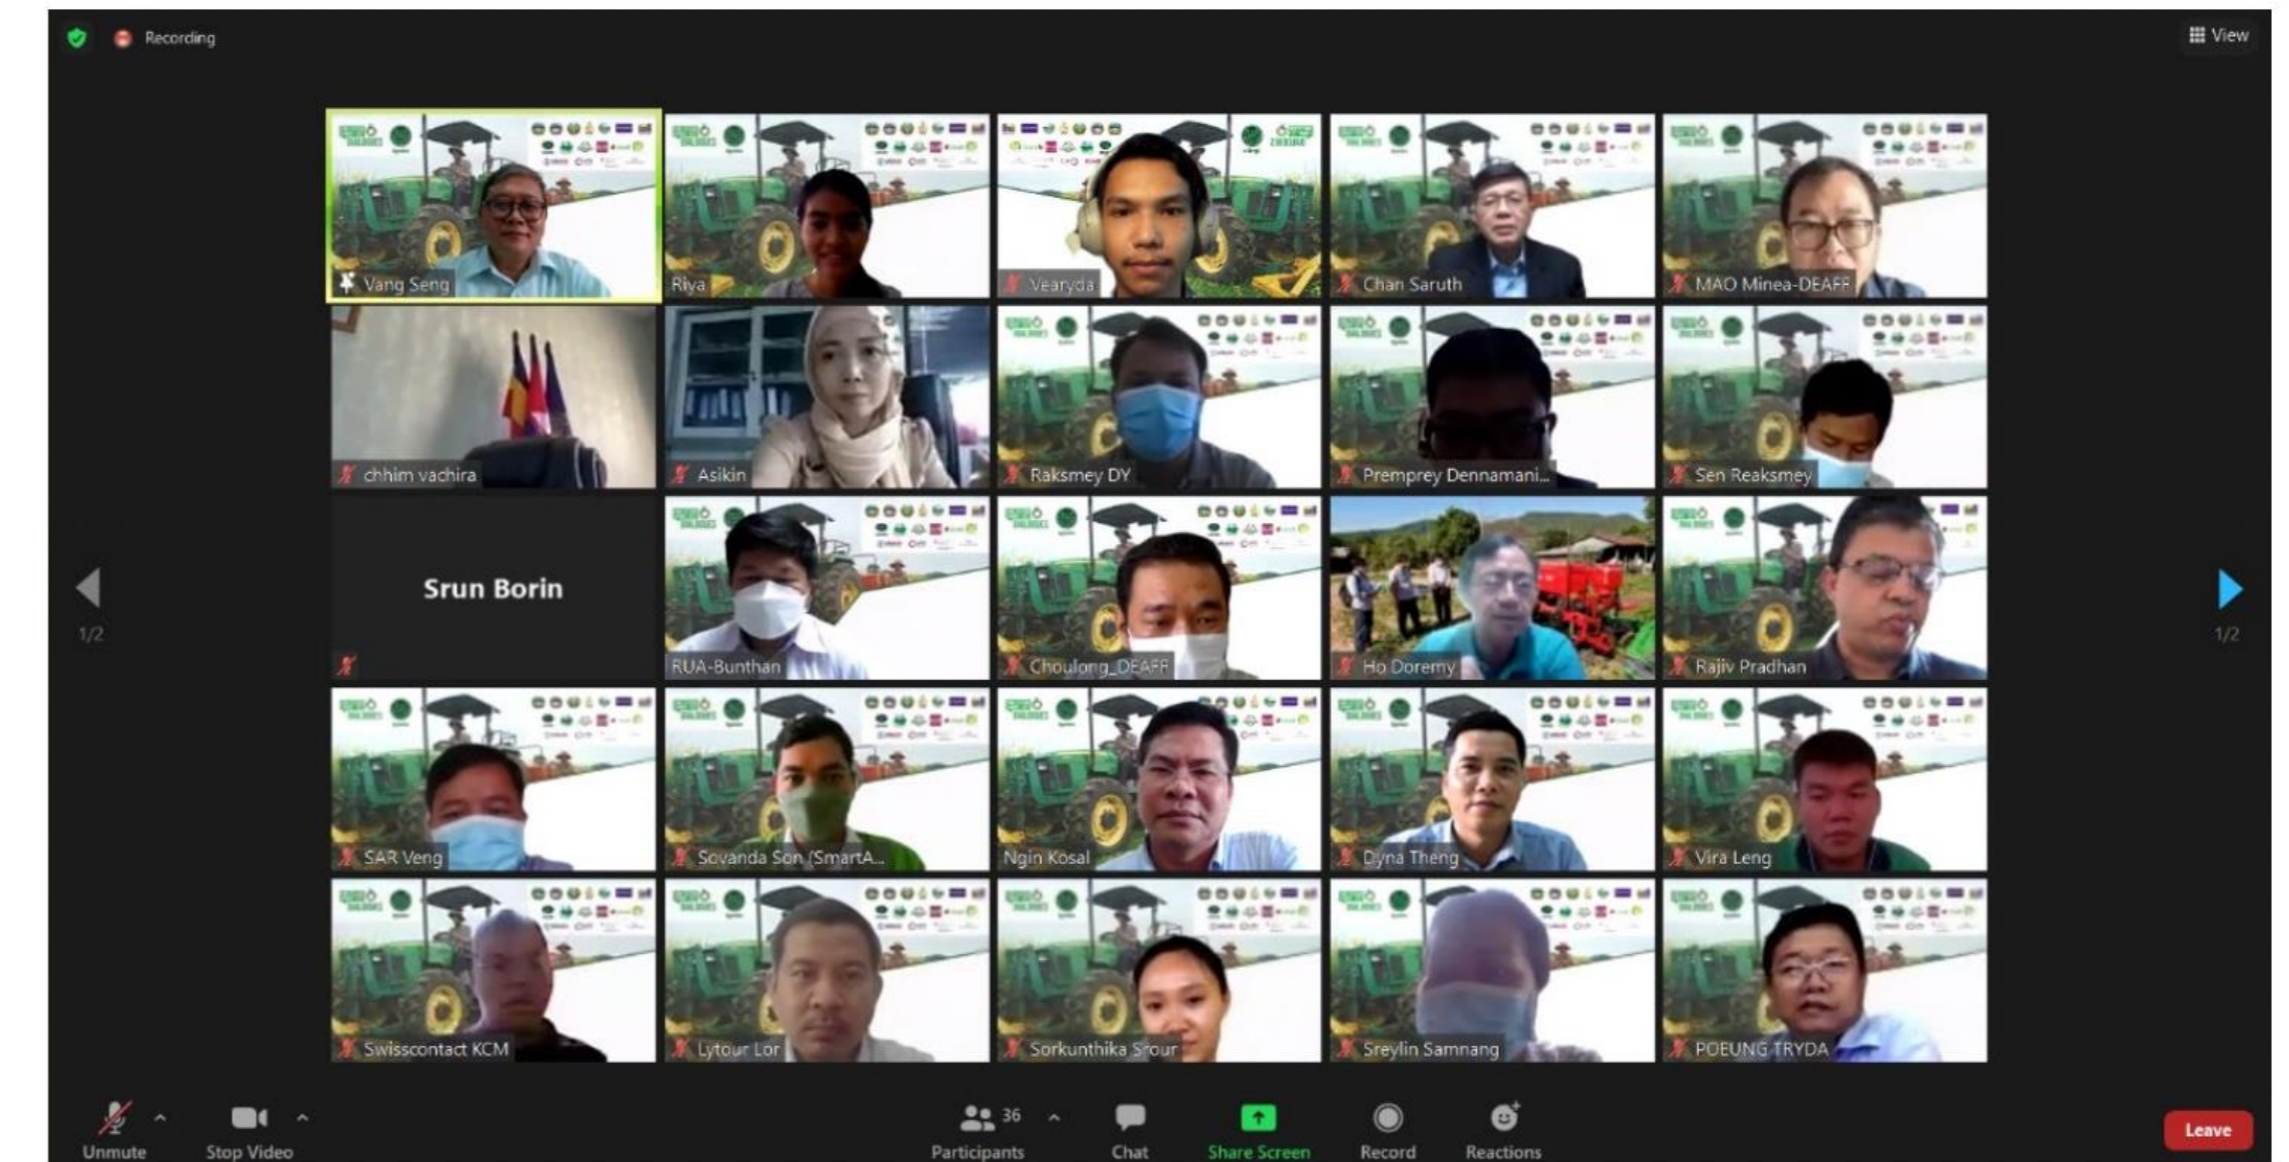 Recording
View
Vang Seng
Riya
Vearyda
Chan Saruth
MAO Minea-DEAFF
chhim vachira
Asikin
Raksmey DY
Premprey Dennamani...
Sen Reaksmey
Srun Borin
RUA-Bunthan
Choulong_DEAFF
Ho Doremy
Rajiv Pradhan
1/2
1/2
SAR Veng
Sovanda Son (SmartA...
Ngin Kosal
Dyna Theng
Vira Leng
Swisscontact KCM
Lytour Lor
Sorkunthika Srour
Sreylin Samnang
POEUNG TRYDA
Unmute
Stop Video
36
Participants
Chat
Share Screen
Record
Reactions
Leave